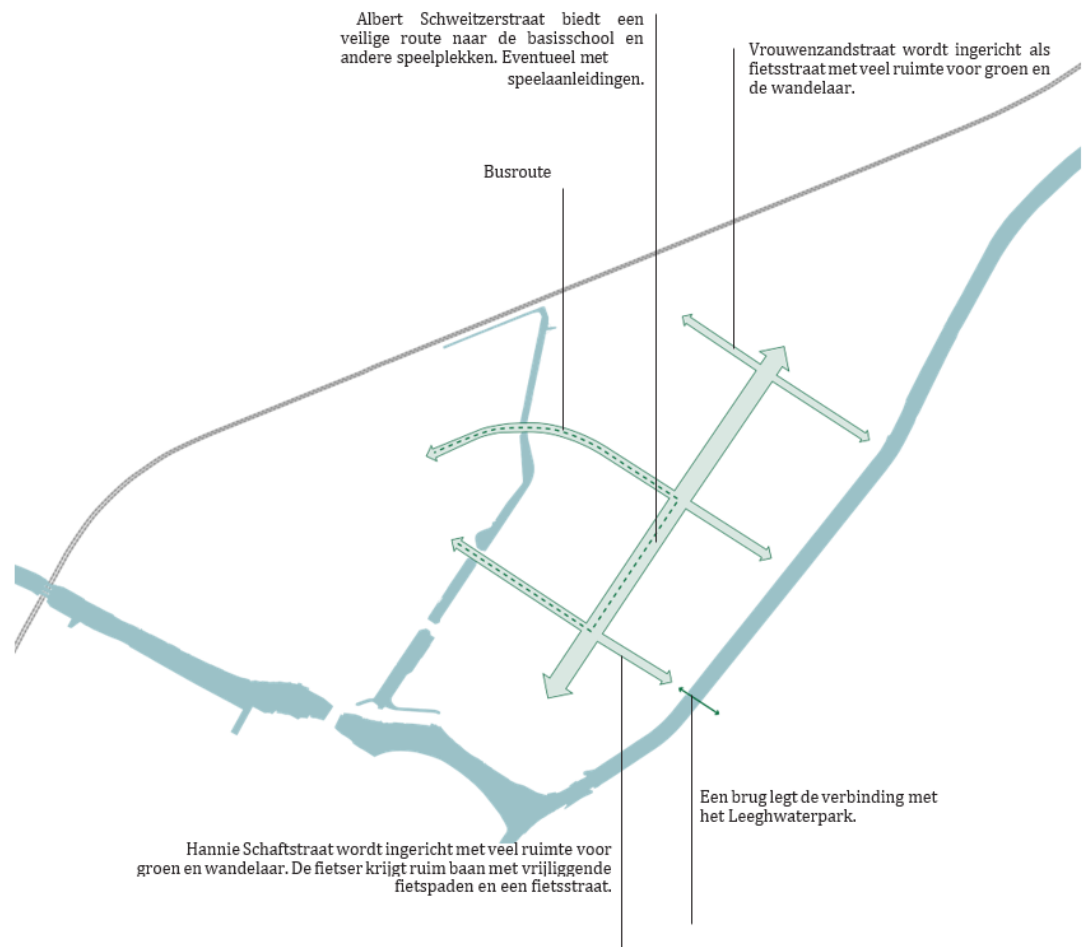 Albert Schweitzerstraat biedt een
veilige route naar de basisschool en
andere speelplekken. Eventueel met
speelaanleidingen.
Vrouwenzandstraat wordt ingericht als
fietsstraat met veel ruimte voor groen en
de wandelaar.
Busroute
Een brug legt de verbinding met
het Leeghwaterpark.
Hannie Schaftstraat wordt ingericht met veel ruimte voor
groen en wandelaar. De fietser krijgt ruim baan met vrijliggende
fietspaden en een fietsstraat.